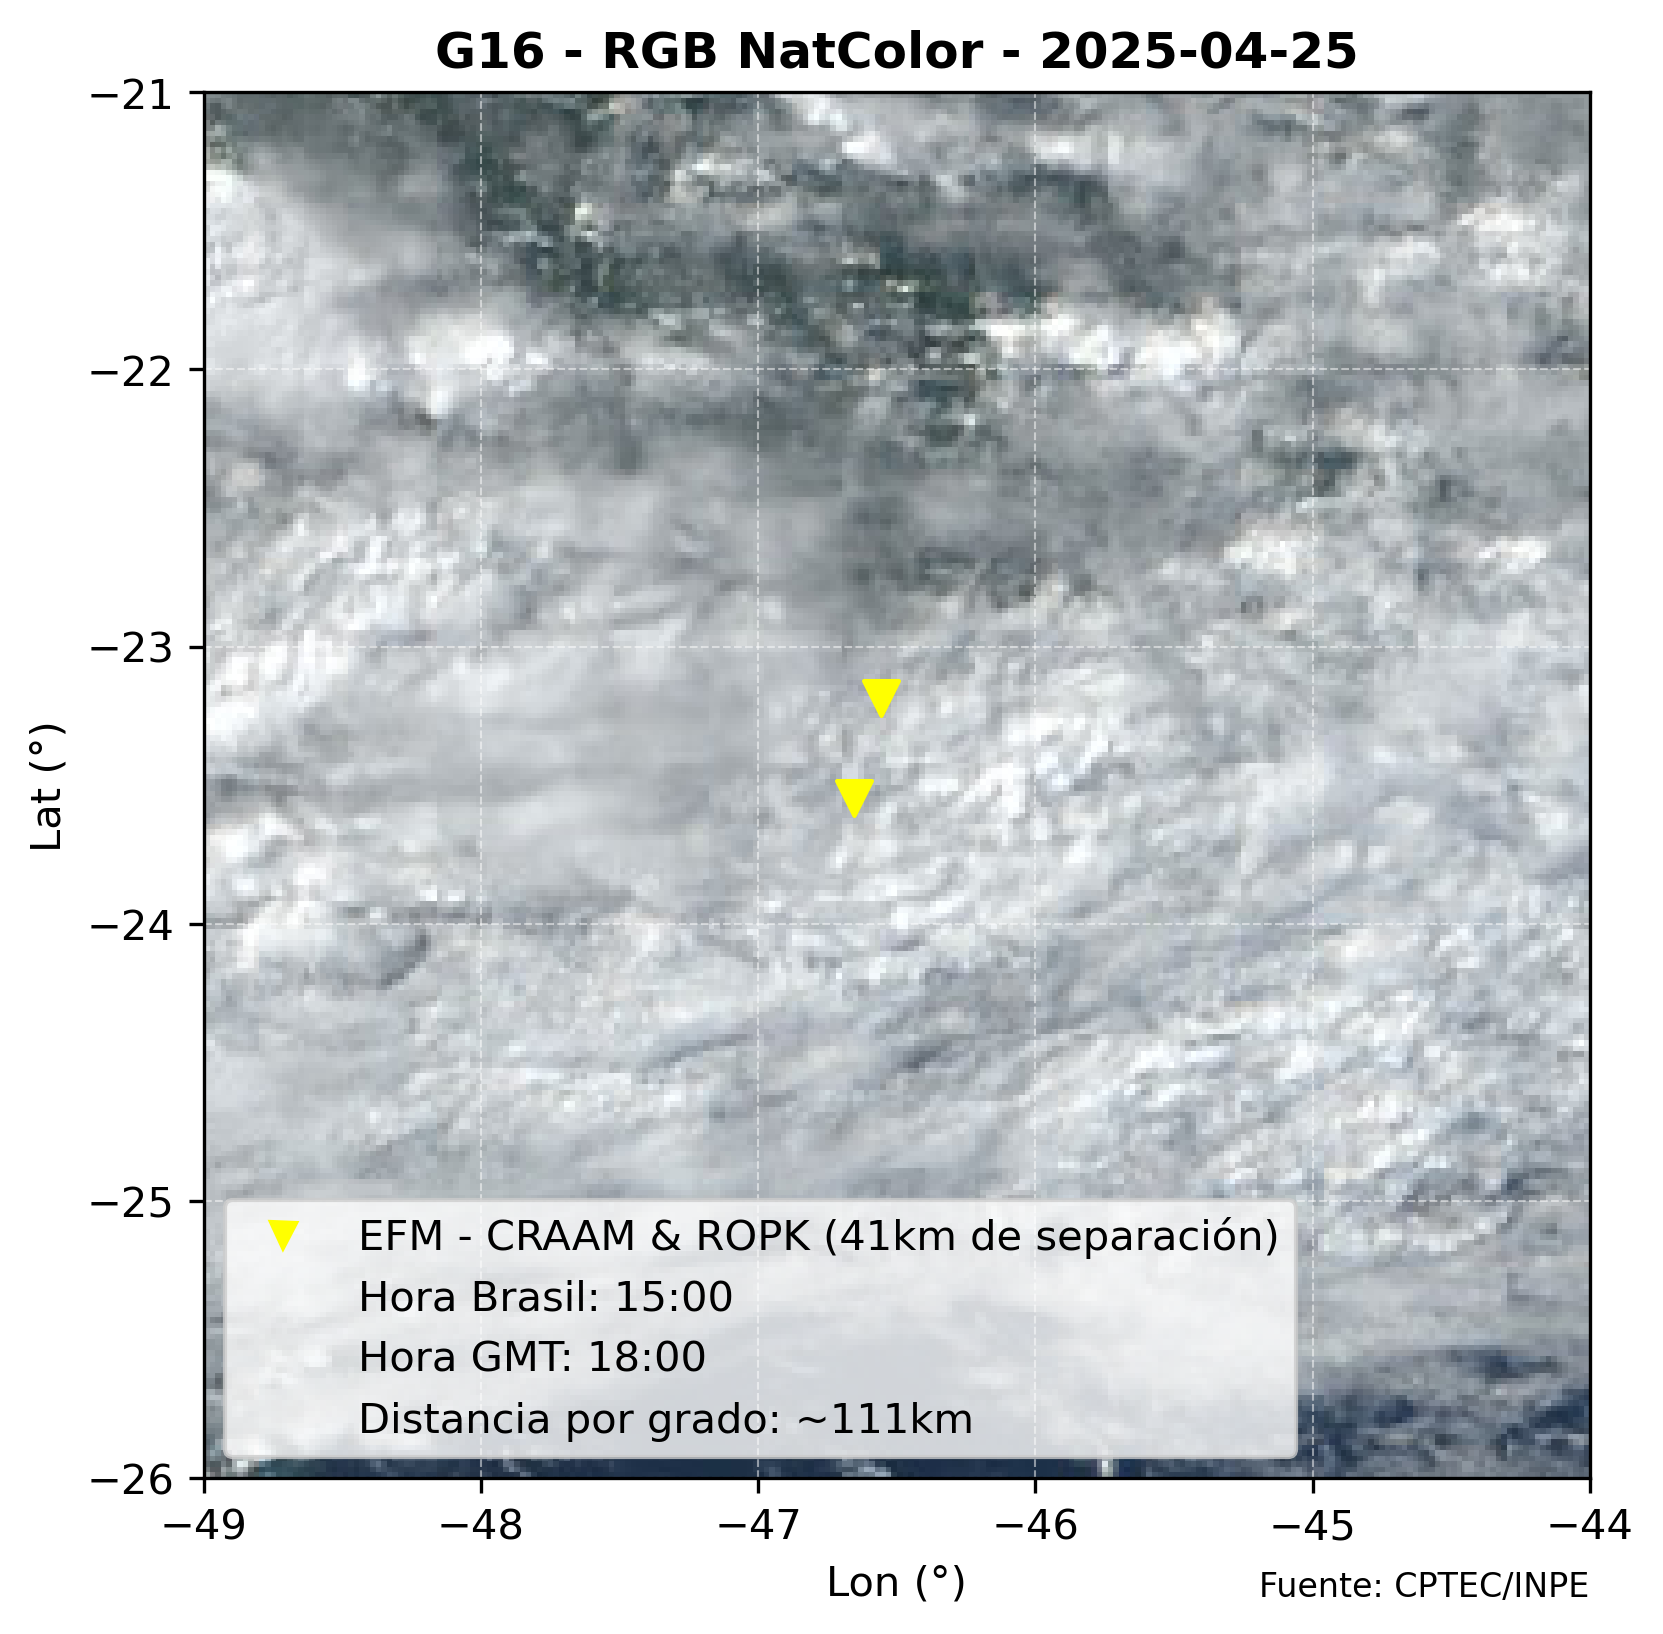 G16 - RGB NatColor - 2025-04-25
−21
−22
−23
−24
−25
−26
Lat (°)
EFM - CRAAM & ROPK (41km de separación)
Hora Brasil: 15:00
Hora GMT: 18:00
Distancia por grado: ~111km
−49 −48 −47 −46 −45 −44
Lon (°)
Fuente: CPTEC/INPE